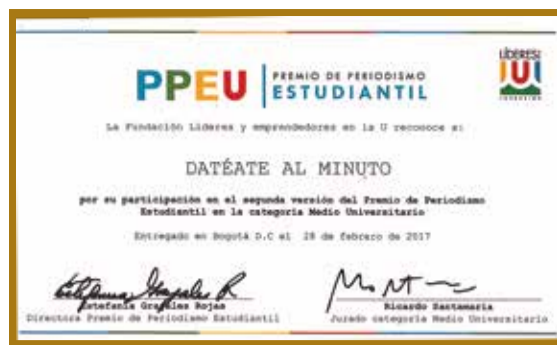 PPEU
PREMIO DE PERIODISMO
ESTUDIANTIL
LÍDERES
U
FUNDACIÓN
La Fundación Líderes y emprendedores en la U reconoce a:
DATÉATE AL MINUTO
por su participación en el segunda versión del Premio de Periodismo
Estudiantil en la categoría Medio Universitario
Entregado en Bogotá D.C el 28 de febrero de 2017
Estefanía Grajales Rojas
Directora Premio de Periodismo Estudiantil
Ricardo Santamaría
Jurado categoría Medio Universitario